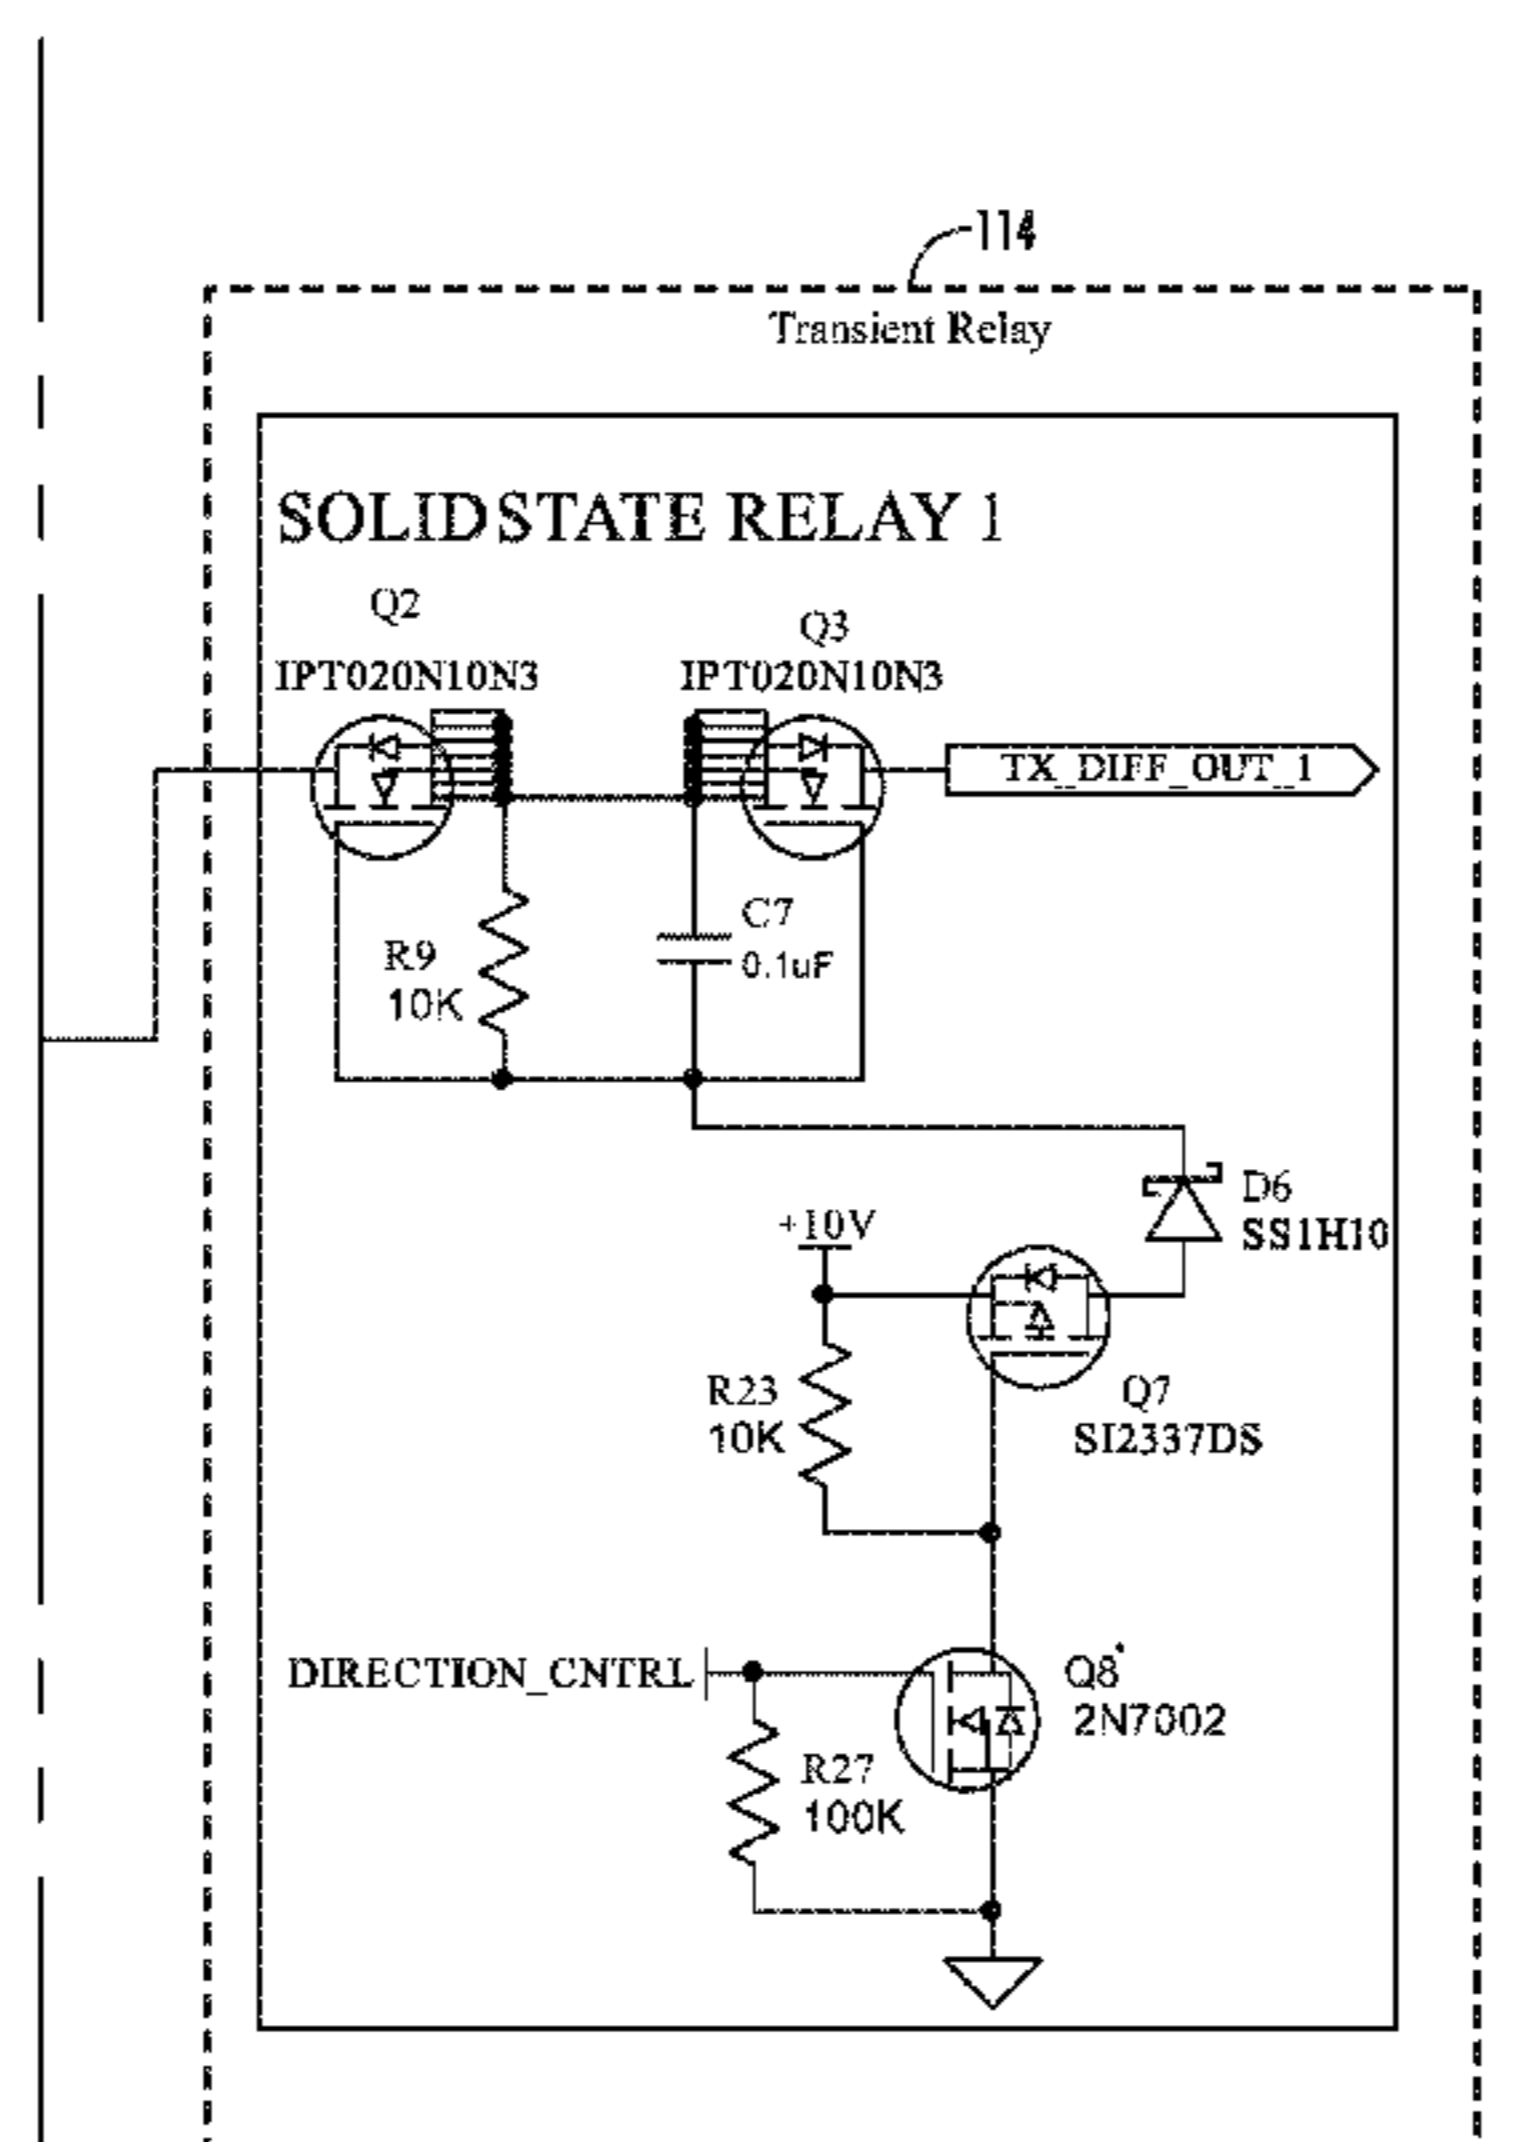 114
Transient Relay
SOLIDSTATE RELAY 1
Q2
IPT020N10N3
Q3
IPT020N10N3
TX_DIFF_OUT_1
C7
0.1uF
R9
10K
D6
SS1H10
+10V
R23
10K
Q7
SI2337DS
DIRECTION_CNTRL
Q8
2N7002
R27
100K